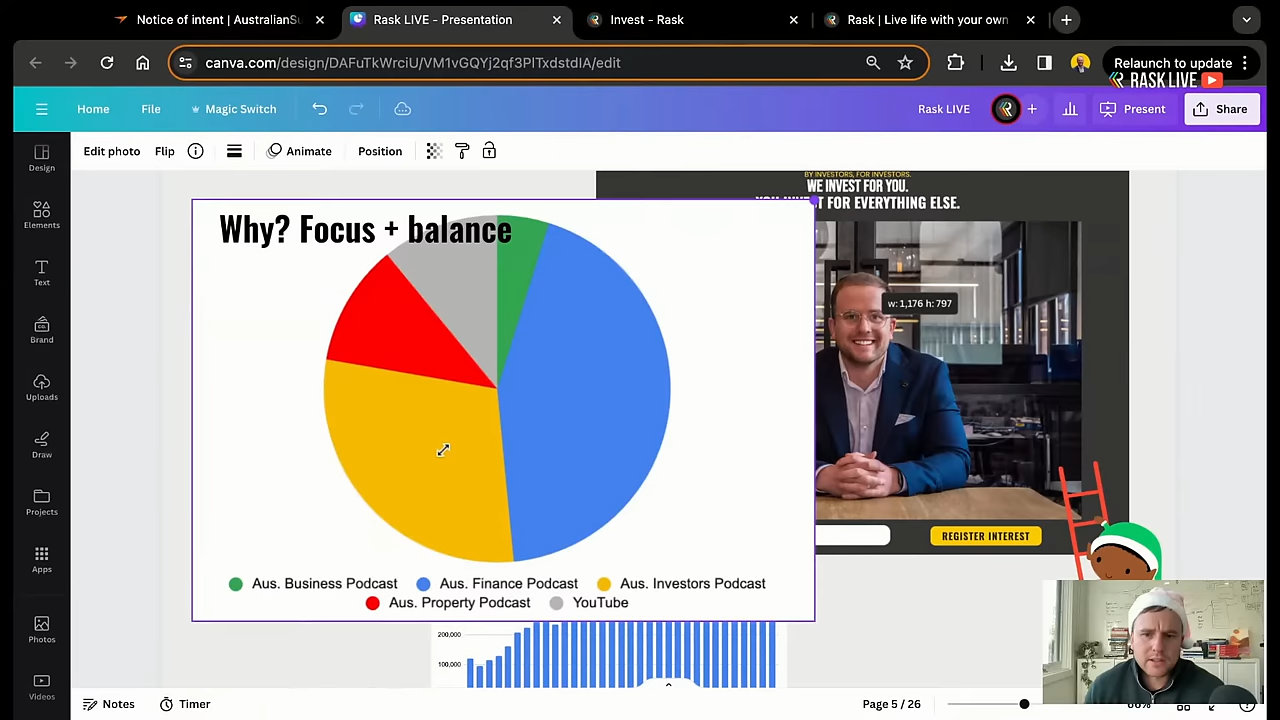 Notice of intent | AustralianSu
Rask LIVE - Presentation
Invest - Rask
Rask | Live life with your own
canva.com/design/DAFuTkWrciU/VM1vGQYj2qf3PITxdstdIA/edit
Relaunch to update
RASK LIVE
Home
File
Magic Switch
Rask LIVE
Present
Share
Edit photo
Flip
Animate
Position
Design
Elements
Text
Brand
Uploads
Draw
Projects
Apps
Photos
Videos
BY INVESTORS, FOR INVESTORS.
WE INVEST FOR YOU.
T FOR EVERYTHING ELSE.
Why? Focus + balance
w: 1,176 h: 797
REGISTER INTEREST
Aus. Business Podcast
Aus. Finance Podcast
Aus. Investors Podcast
Aus. Property Podcast
YouTube
200,000
100,000
Notes
Timer
Page 5 / 26